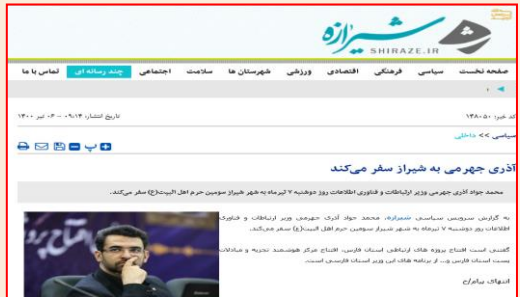 شیرازه
SHIRAZE.IR
صفحه نخست سیاسی فرهنگی اقتصادی ورزشی شهرستان ها سلامت اجتماعی چند رسانه ای تماس با ما
کد خبر: ۱۴۸۰۵۰ تاریخ انتشار: ۰۹:۱۴ - ۰۶ تیر ۱۴۰۰
سیاسی >> داخلی
آذری جهرمی به شیراز سفر می‌کند
محمد جواد آذری جهرمی وزیر ارتباطات و فناوری اطلاعات روز دوشنبه ۷ تیرماه به شهر شیراز سومین حرم اهل البیت(ع) سفر می‌کند.
به گزارش سرویس سیاسی شیرازه، محمد جواد آذری جهرمی وزیر ارتباطات و فناوری
اطلاعات روز دوشنبه ۷ تیرماه به شهر شیراز سومین حرم اهل البیت(ع) سفر می‌کند.
گفتنی است افتتاح پروژه های ارتباطی استان فارس، افتتاح مرکز هوشمند تجزیه و مبادلات
پست استان فارس و... از برنامه های این وزیر استان فارسی است.
انتهای پیام/ح